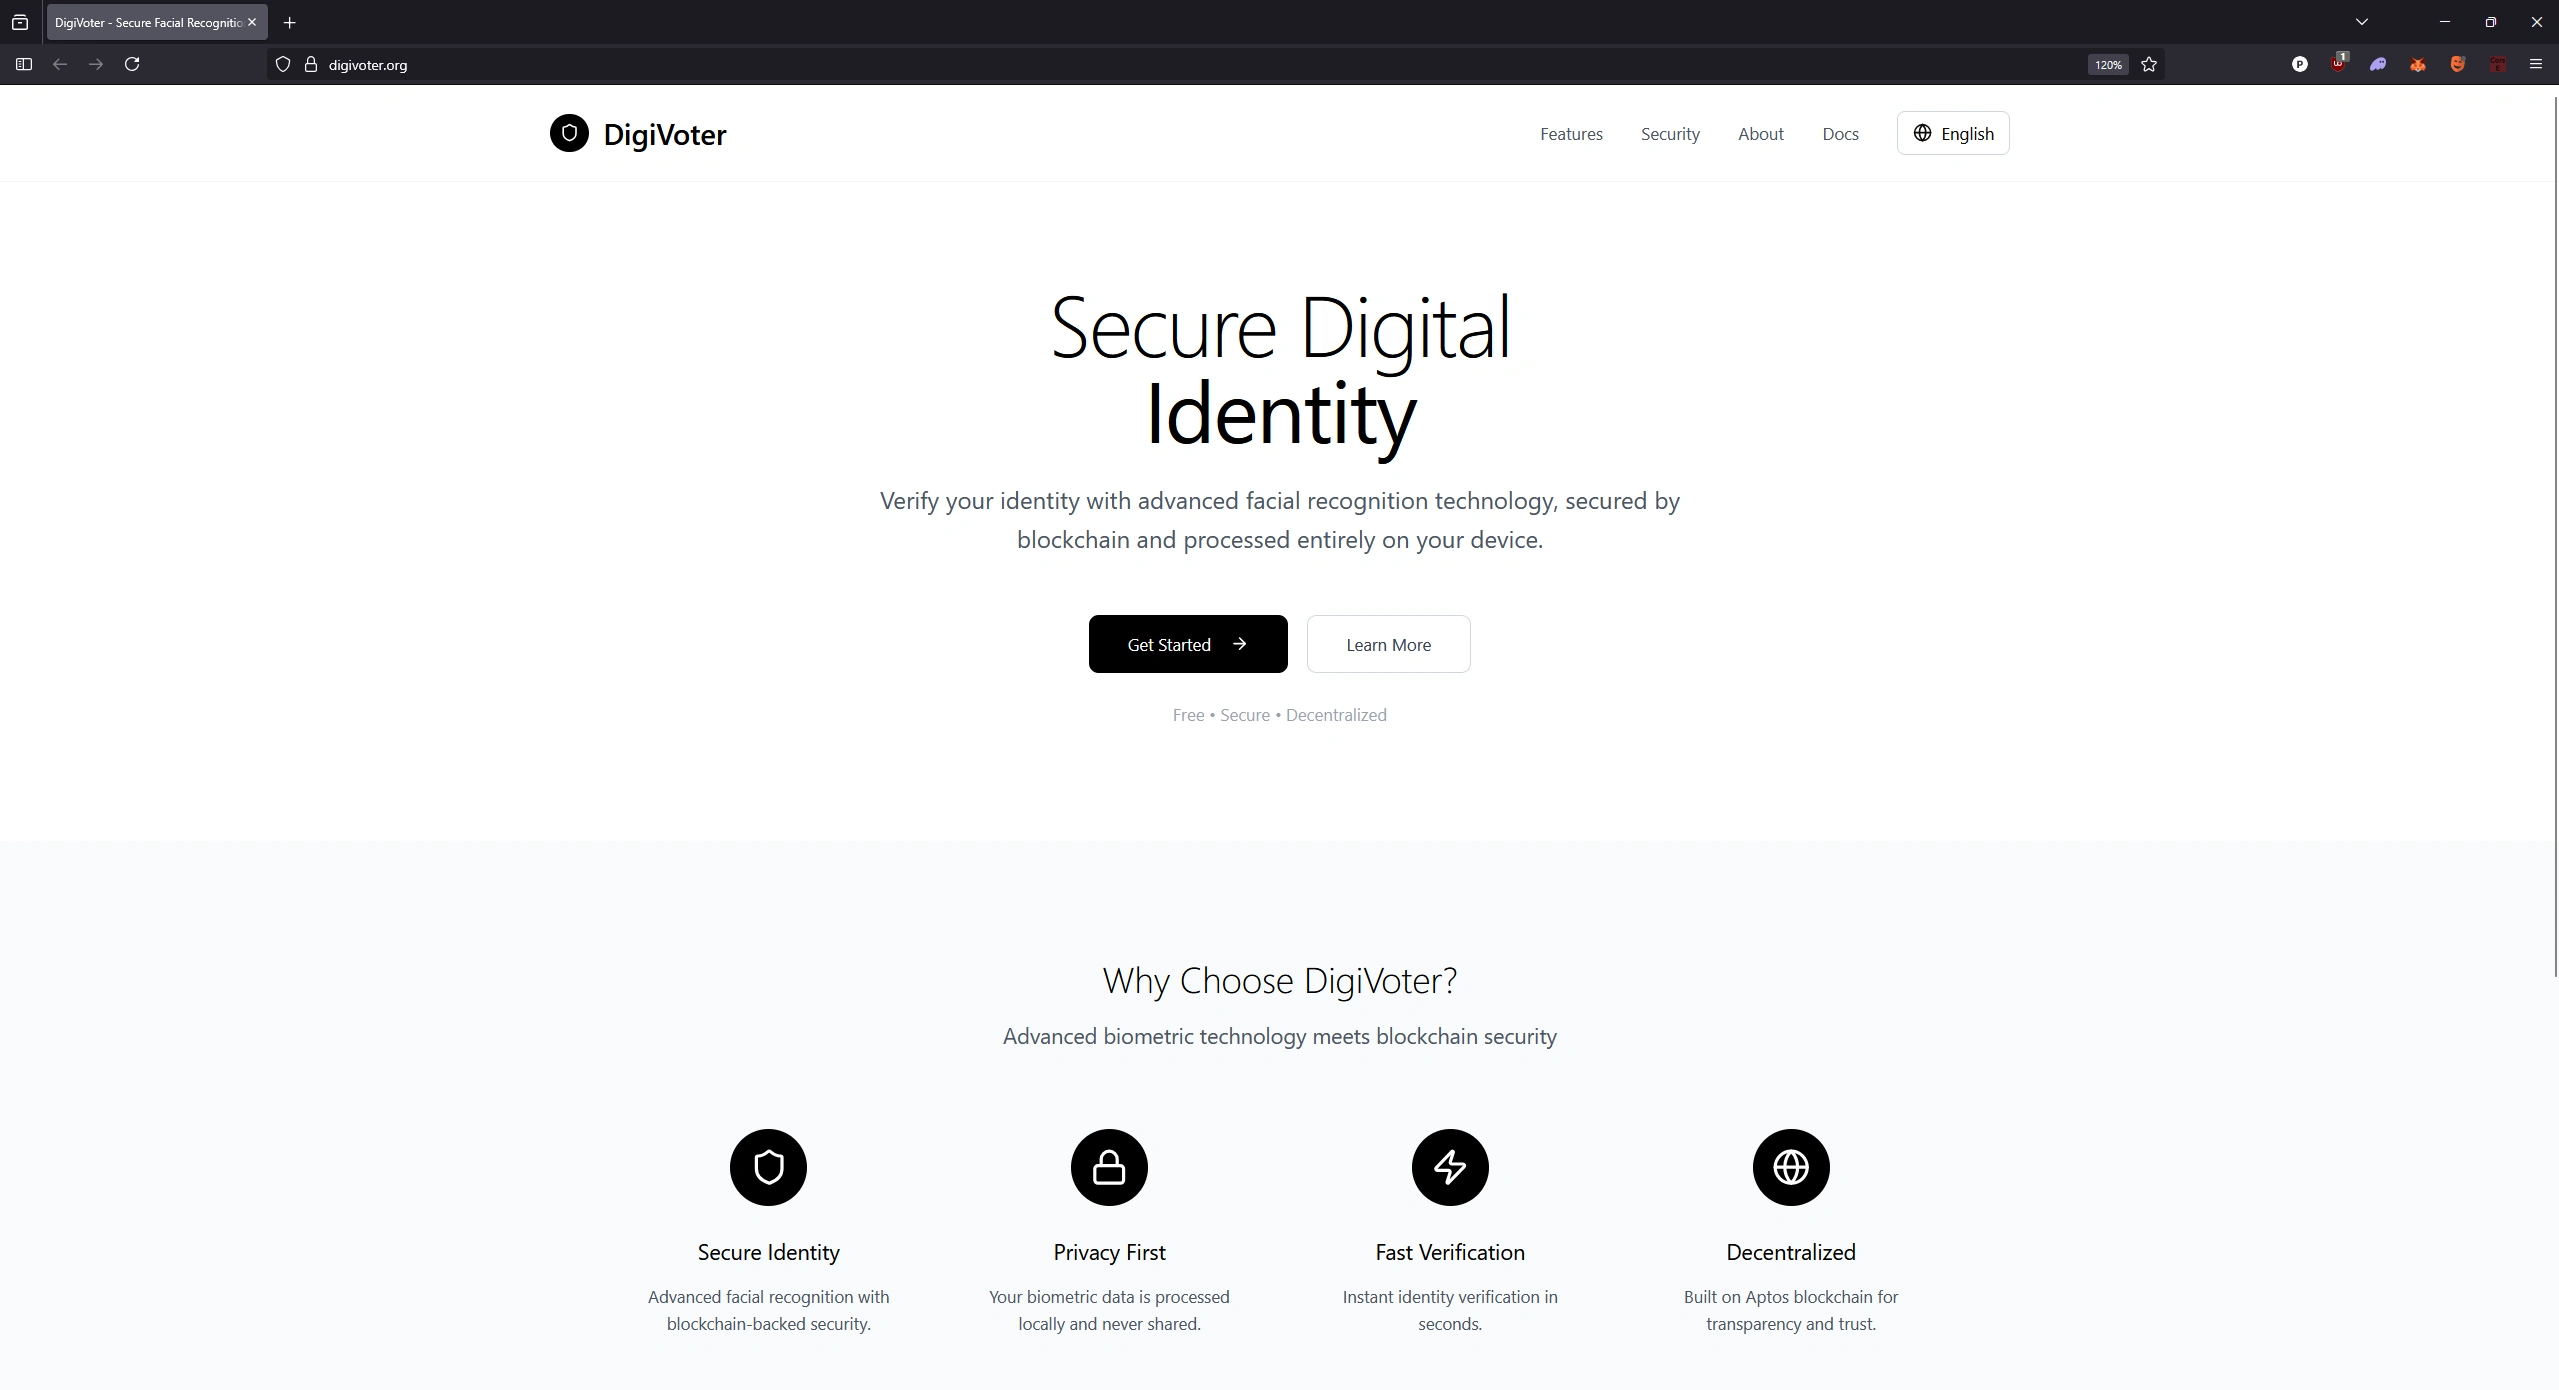 DigiVoter - Secure Facial Recognitio
digivoter.org
120%
P
1
DigiVoter
Features
Security
About
Docs
English
Secure Digital
Identity
Verify your identity with advanced facial recognition technology, secured by
blockchain and processed entirely on your device.
Get Started
Learn More
Free • Secure • Decentralized
Why Choose DigiVoter?
Advanced biometric technology meets blockchain security
Secure Identity
Advanced facial recognition with
blockchain-backed security.
Privacy First
Your biometric data is processed
locally and never shared.
Fast Verification
Instant identity verification in
seconds.
Decentralized
Built on Aptos blockchain for
transparency and trust.